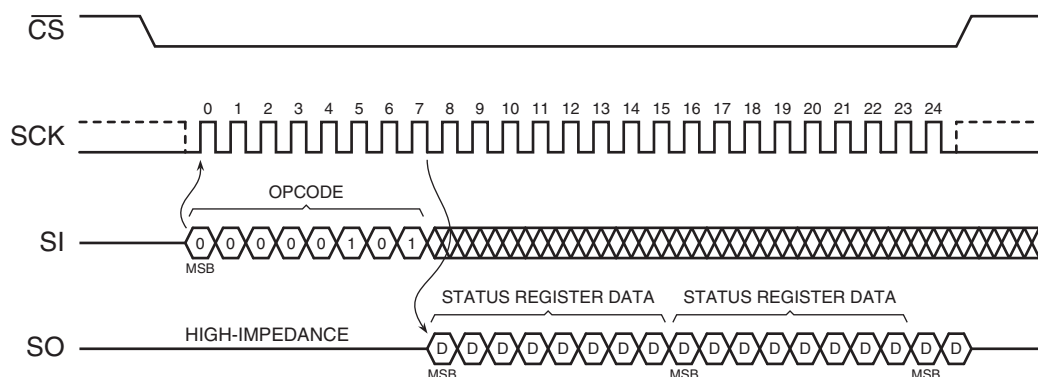 CS
0 1 2 3 4 5 6 7 8 9 10 11 12 13 14 15 16 17 18 19 20 21 22 23 24
SCK
OPCODE
SI 0 0 0 0 0 1 0 1
MSB
STATUS REGISTER DATA STATUS REGISTER DATA
HIGH-IMPEDANCE
SO D D D D D D D D D D D D D D D D D D
MSB MSB MSB